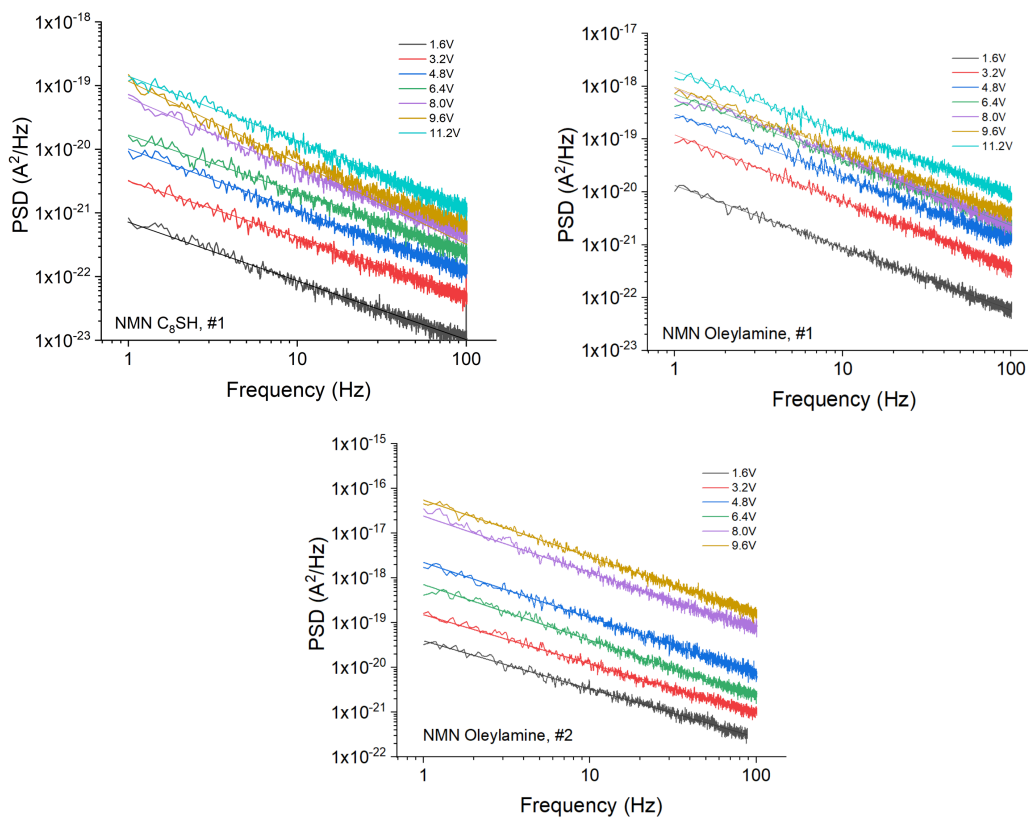 1x10⁻¹⁸
1x10⁻¹⁹
1x10⁻²⁰
1x10⁻²¹
1x10⁻²²
1x10⁻²³
PSD (A²/Hz)
1.6V
3.2V
4.8V
6.4V
8.0V
9.6V
11.2V
NMN C₈SH, #1
1
10
100
Frequency (Hz)
1x10⁻¹⁷
1x10⁻¹⁸
1x10⁻¹⁹
1x10⁻²⁰
1x10⁻²¹
1x10⁻²²
1x10⁻²³
PSD (A²/Hz)
1.6V
3.2V
4.8V
6.4V
8.0V
9.6V
11.2V
NMN Oleylamine, #1
1
10
100
Frequency (Hz)
1x10⁻¹⁵
1x10⁻¹⁶
1x10⁻¹⁷
1x10⁻¹⁸
1x10⁻¹⁹
1x10⁻²⁰
1x10⁻²¹
1x10⁻²²
PSD (A²/Hz)
1.6V
3.2V
4.8V
6.4V
8.0V
9.6V
NMN Oleylamine, #2
1
10
100
Frequency (Hz)